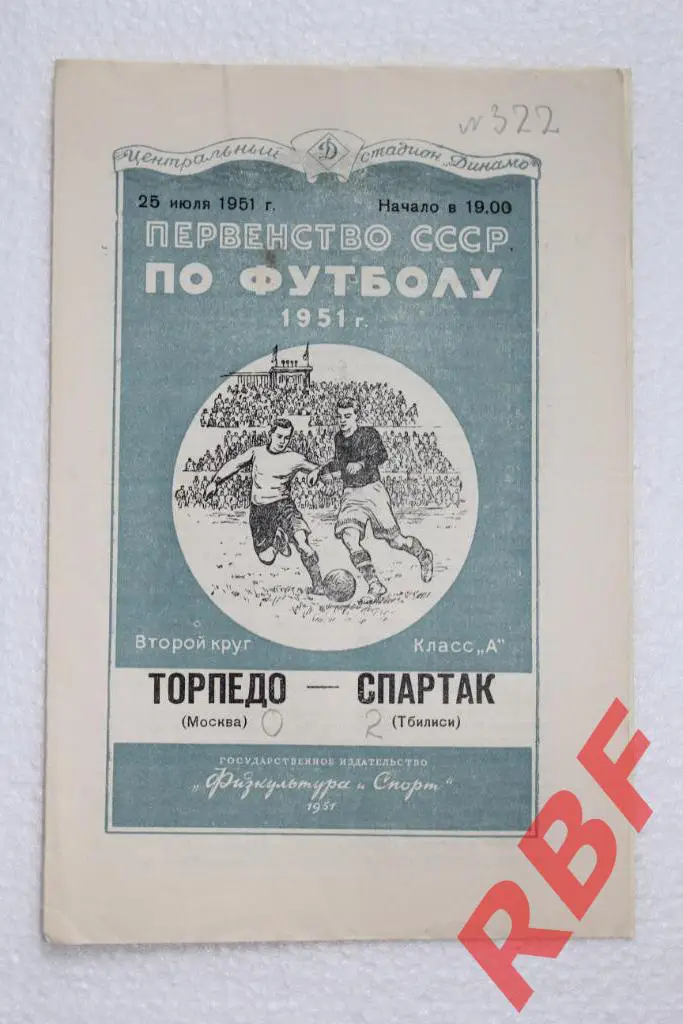 №322
Центральный Д стадион „Динамо"
25 июля 1951 г. Начало в 19.00
ПЕРВЕНСТВО СССР
ПО ФУТБОЛУ
1951 г.
Второй круг Класс „А"
ТОРПЕДО — СПАРТАК
(Москва) 0 2 (Тбилиси)
ГОСУДАРСТВЕННОЕ ИЗДАТЕЛЬСТВО
„Физкультура и Спорт"
1951
RBF